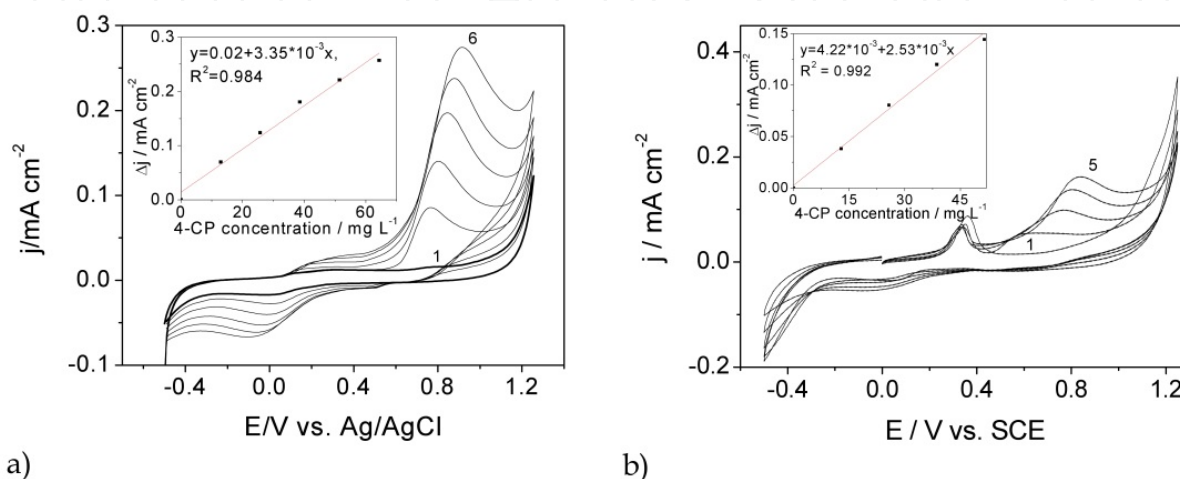 y=0.02+3.35*10⁻³x,
R²=0.984
Δj / mA cm⁻²
0.3
0.2
0.1
0.0
0 20 40 60
4-CP concentration / mg L⁻¹
6
1
j/mA cm⁻²
0.3
0.2
0.1
0.0
-0.1
-0.4 0.0 0.4 0.8 1.2
E/V vs. Ag/AgCl
a)
y=4.22*10⁻³+2.53*10⁻³x
R² = 0.992
Δj / mA cm⁻²
0.15
0.10
0.05
0.00
0 15 30 45
4-CP concentration / mg L⁻¹
5
1
j / mA cm⁻²
0.4
0.2
0.0
-0.2
-0.4 0.0 0.4 0.8 1.2
E / V vs. SCE
b)